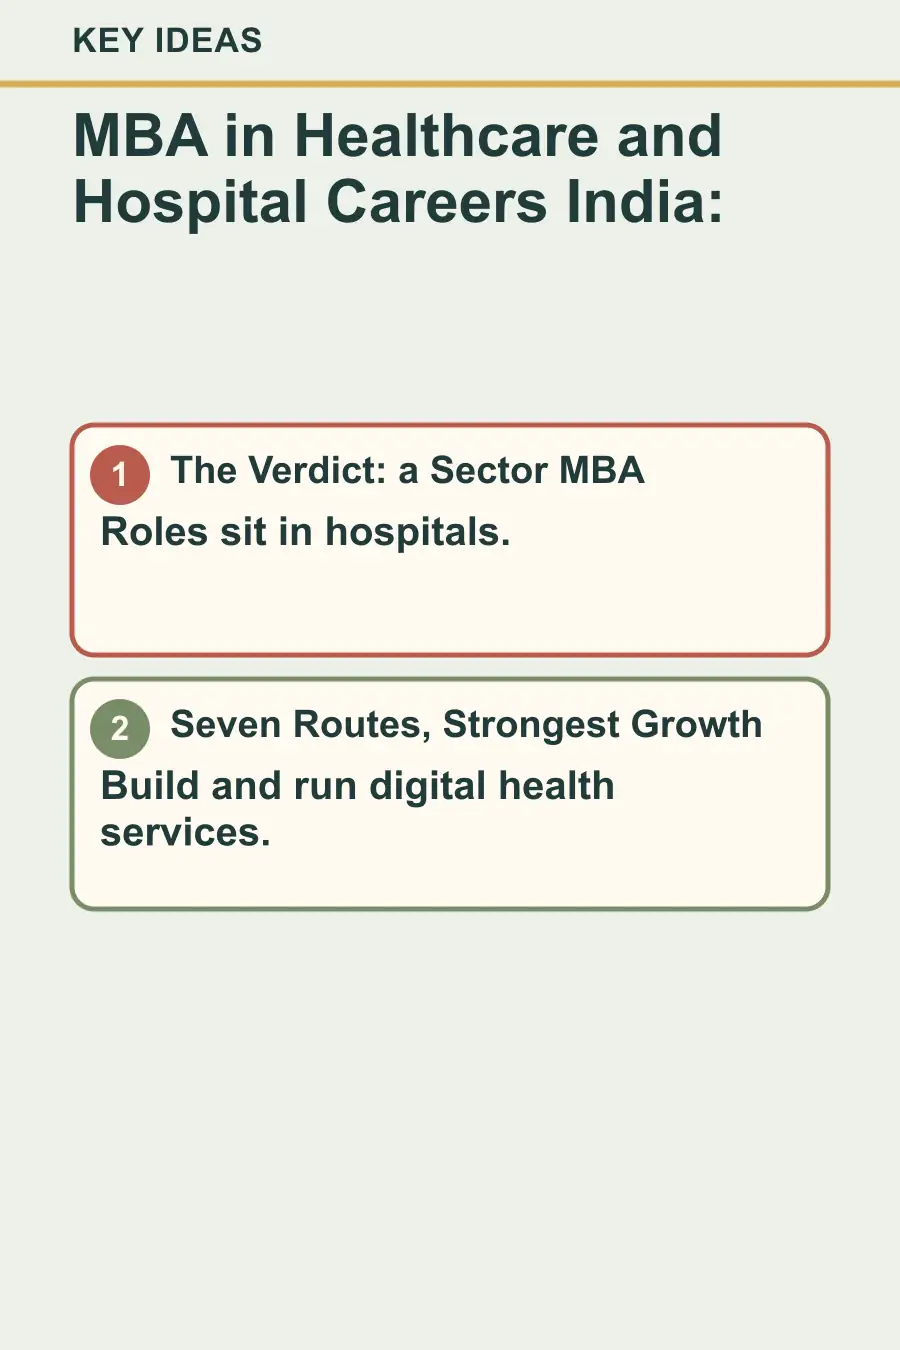 KEY IDEAS
MBA in Healthcare and
Hospital Careers India:
1 The Verdict: a Sector MBA
Roles sit in hospitals.
2 Seven Routes, Strongest Growth
Build and run digital health
services.